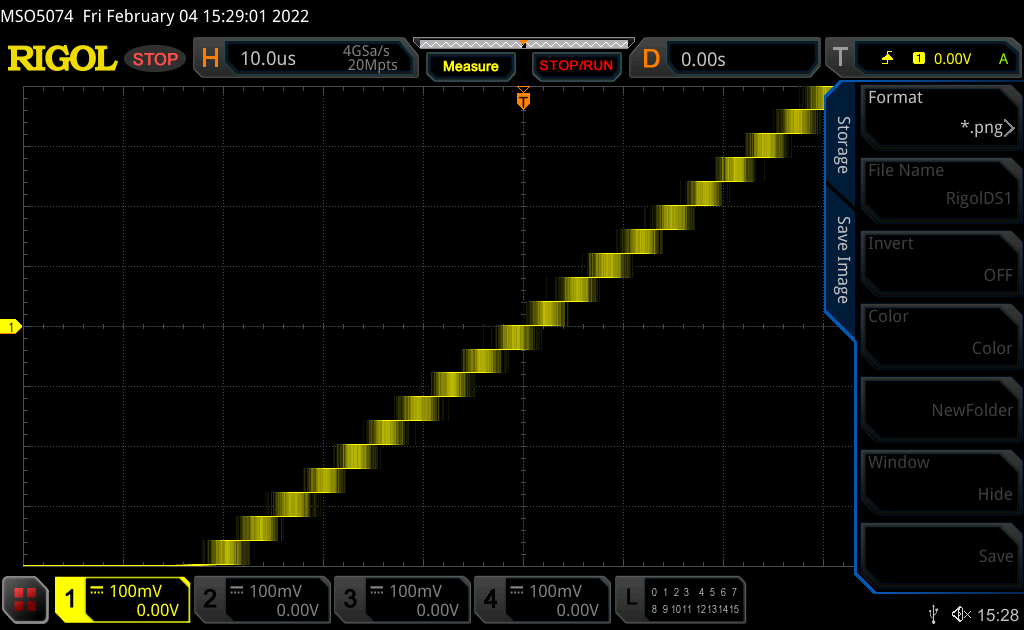 MSO5074 Fri February 04 15:29:01 2022
RIGOL STOP H 10.0us 4GSa/s 20Mpts Measure STOP/RUN D 0.00s T 1 0.00V A
T
Storage
Save Image
Format
*.png
File Name
RigolDS1
Invert
OFF
Color
Color
NewFolder
Window
Hide
Save
1
1 100mV 0.00V
2 100mV 0.00V
3 100mV 0.00V
4 100mV 0.00V
L 0 1 2 3 4 5 6 7
8 9 10 11 12 13 14 15
15:28